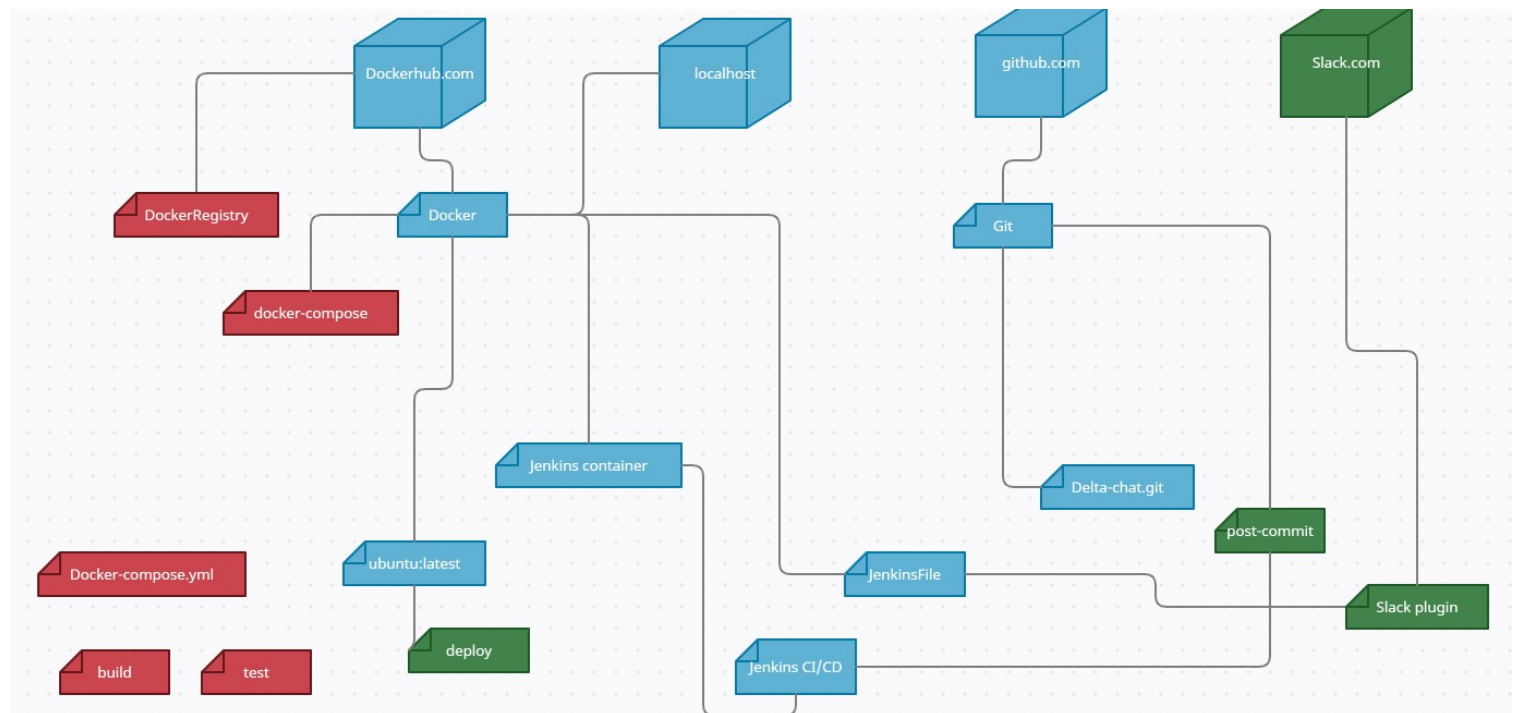 Dockerhub.com
localhost
github.com
Slack.com
DockerRegistry
Docker
Git
docker-compose
Jenkins container
Delta-chat.git
post-commit
ubuntu:latest
Docker-compose.yml
JenkinsFile
Slack plugin
deploy
build
test
Jenkins CI/CD